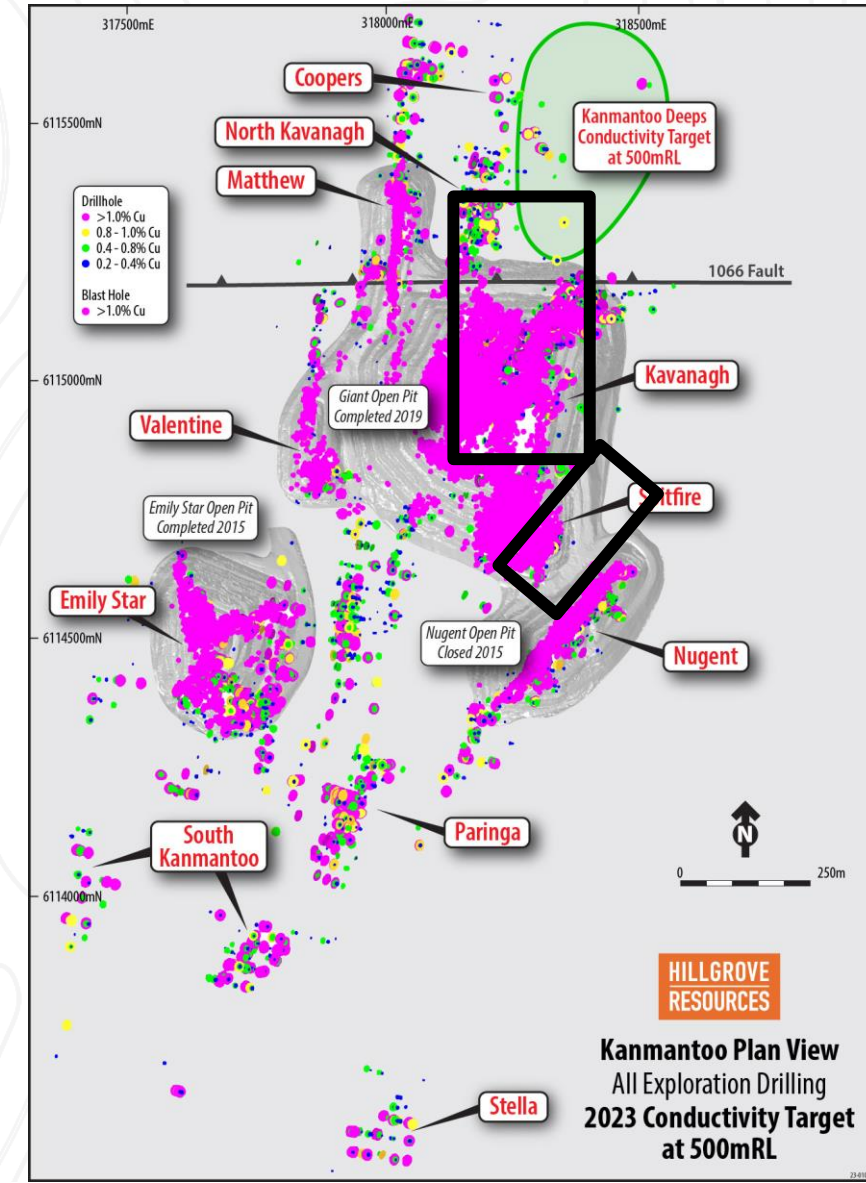 317500mE
318000mE
318500mE
Coopers
Kanmantoo Deeps
Conductivity Target
at 500mRL
6115500mN
North Kavanagh
Matthew
Drillhole
>1.0% Cu
0.8 - 1.0% Cu
0.4 - 0.8% Cu
0.2 - 0.4% Cu
Blast Hole
>1.0% Cu
1066 Fault
6115000mN
Kavanagh
Giant Open Pit
Completed 2019
Valentine
Emily Star Open Pit
Completed 2015
Emily Star
6114500mN
Nugent Open Pit
Closed 2015
Nugent
Paringa
South
Kanmantoo
N
0
250m
6114000mN
HILLGROVE
RESOURCES
Kanmantoo Plan View
All Exploration Drilling
2023 Conductivity Target
at 500mRL
Stella